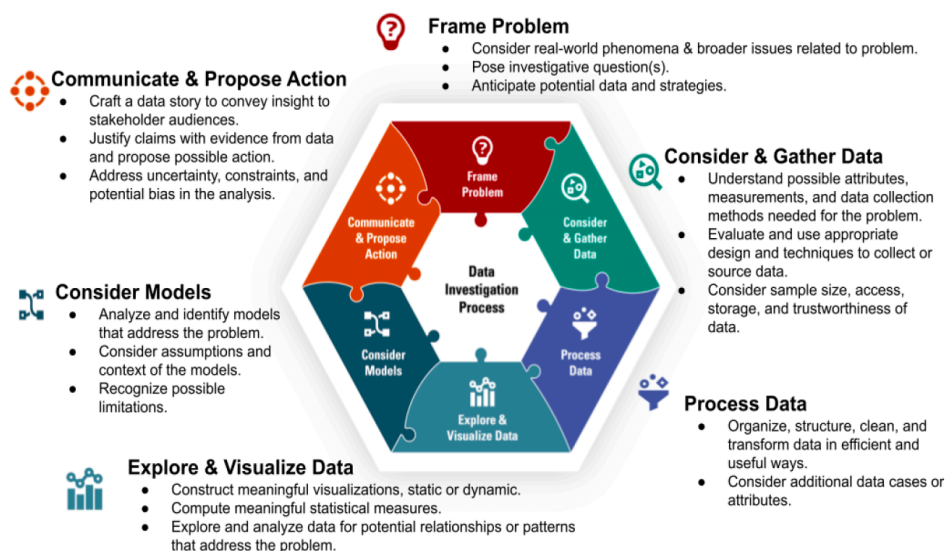 Frame Problem
● Consider real-world phenomena & broader issues related to problem.
● Pose investigative question(s).
● Anticipate potential data and strategies.
Communicate & Propose Action
● Craft a data story to convey insight to
stakeholder audiences.
● Justify claims with evidence from data
and propose possible action.
● Address uncertainty, constraints, and
potential bias in the analysis.
Consider & Gather Data
● Understand possible attributes,
measurements, and data collection
methods needed for the problem.
● Evaluate and use appropriate
design and techniques to collect or
source data.
● Consider sample size, access,
storage, and trustworthiness of
data.
Frame
Problem
Communicate
& Propose
Action
Consider
& Gather
Data
Data
Investigation
Process
Consider
Models
Process
Data
Explore &
Visualize Data
Consider Models
● Analyze and identify models
that address the problem.
● Consider assumptions and
context of the models.
● Recognize possible
limitations.
Process Data
● Organize, structure, clean, and
transform data in efficient and
useful ways.
● Consider additional data cases or
attributes.
Explore & Visualize Data
● Construct meaningful visualizations, static or dynamic.
● Compute meaningful statistical measures.
● Explore and analyze data for potential relationships or patterns
that address the problem.